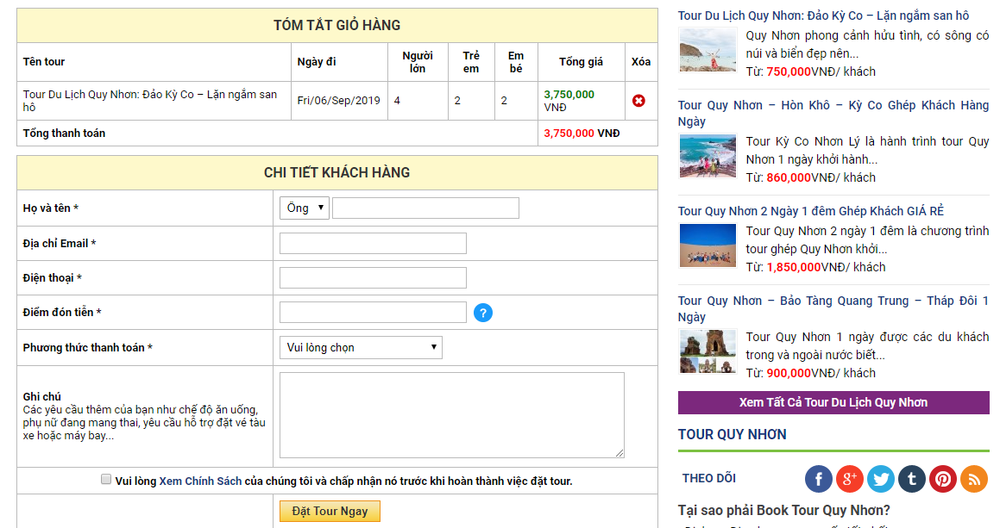 TÓM TẮT GIỎ HÀNG
Tên tour
Ngày đi
Người lớn
Trẻ em
Em bé
Tổng giá
Xóa
Tour Du Lịch Quy Nhơn: Đảo Kỳ Co – Lặn ngắm san
hô
Fri/06/Sep/2019
4
2
2
3,750,000
VNĐ
Tổng thanh toán
3,750,000 VNĐ
CHI TIẾT KHÁCH HÀNG
Họ và tên *
Ông
Địa chỉ Email *
Điện thoại *
Điểm đón tiễn *
?
Phương thức thanh toán *
Vui lòng chọn
Ghi chú
Các yêu cầu thêm của bạn như chế độ ăn uống,
phụ nữ đang mang thai, yêu cầu hỗ trợ đặt vé tàu
xe hoặc máy bay...
Vui lòng Xem Chính Sách của chúng tôi và chấp nhận nó trước khi hoàn thành việc đặt tour.
Đặt Tour Ngay
Tour Du Lịch Quy Nhơn: Đảo Kỳ Co – Lặn ngắm san hô
Quy Nhơn phong cảnh hửu tình, có sông có
núi và biển đẹp nên...
Từ: 750,000VNĐ/ khách
Tour Quy Nhơn – Hòn Khô – Kỳ Co Ghép Khách Hàng
Ngày
Tour Kỳ Co Nhơn Lý là hành trình tour Quy
Nhơn 1 ngày khởi hành...
Từ: 860,000VNĐ/ khách
Tour Quy Nhơn 2 Ngày 1 đêm Ghép Khách GIÁ RẺ
Tour Quy Nhơn 2 ngày 1 đêm là chương trình
tour ghép Quy Nhơn khởi...
Từ: 1,850,000VNĐ/ khách
Tour Quy Nhơn – Bảo Tàng Quang Trung – Tháp Đôi 1
Ngày
Tour Quy Nhơn 1 ngày được các du khách
trong và ngoài nước biết...
Từ: 900,000VNĐ/ khách
Xem Tất Cả Tour Du Lịch Quy Nhơn
TOUR QUY NHƠN
THEO DÕI
Tại sao phải Book Tour Quy Nhơn?